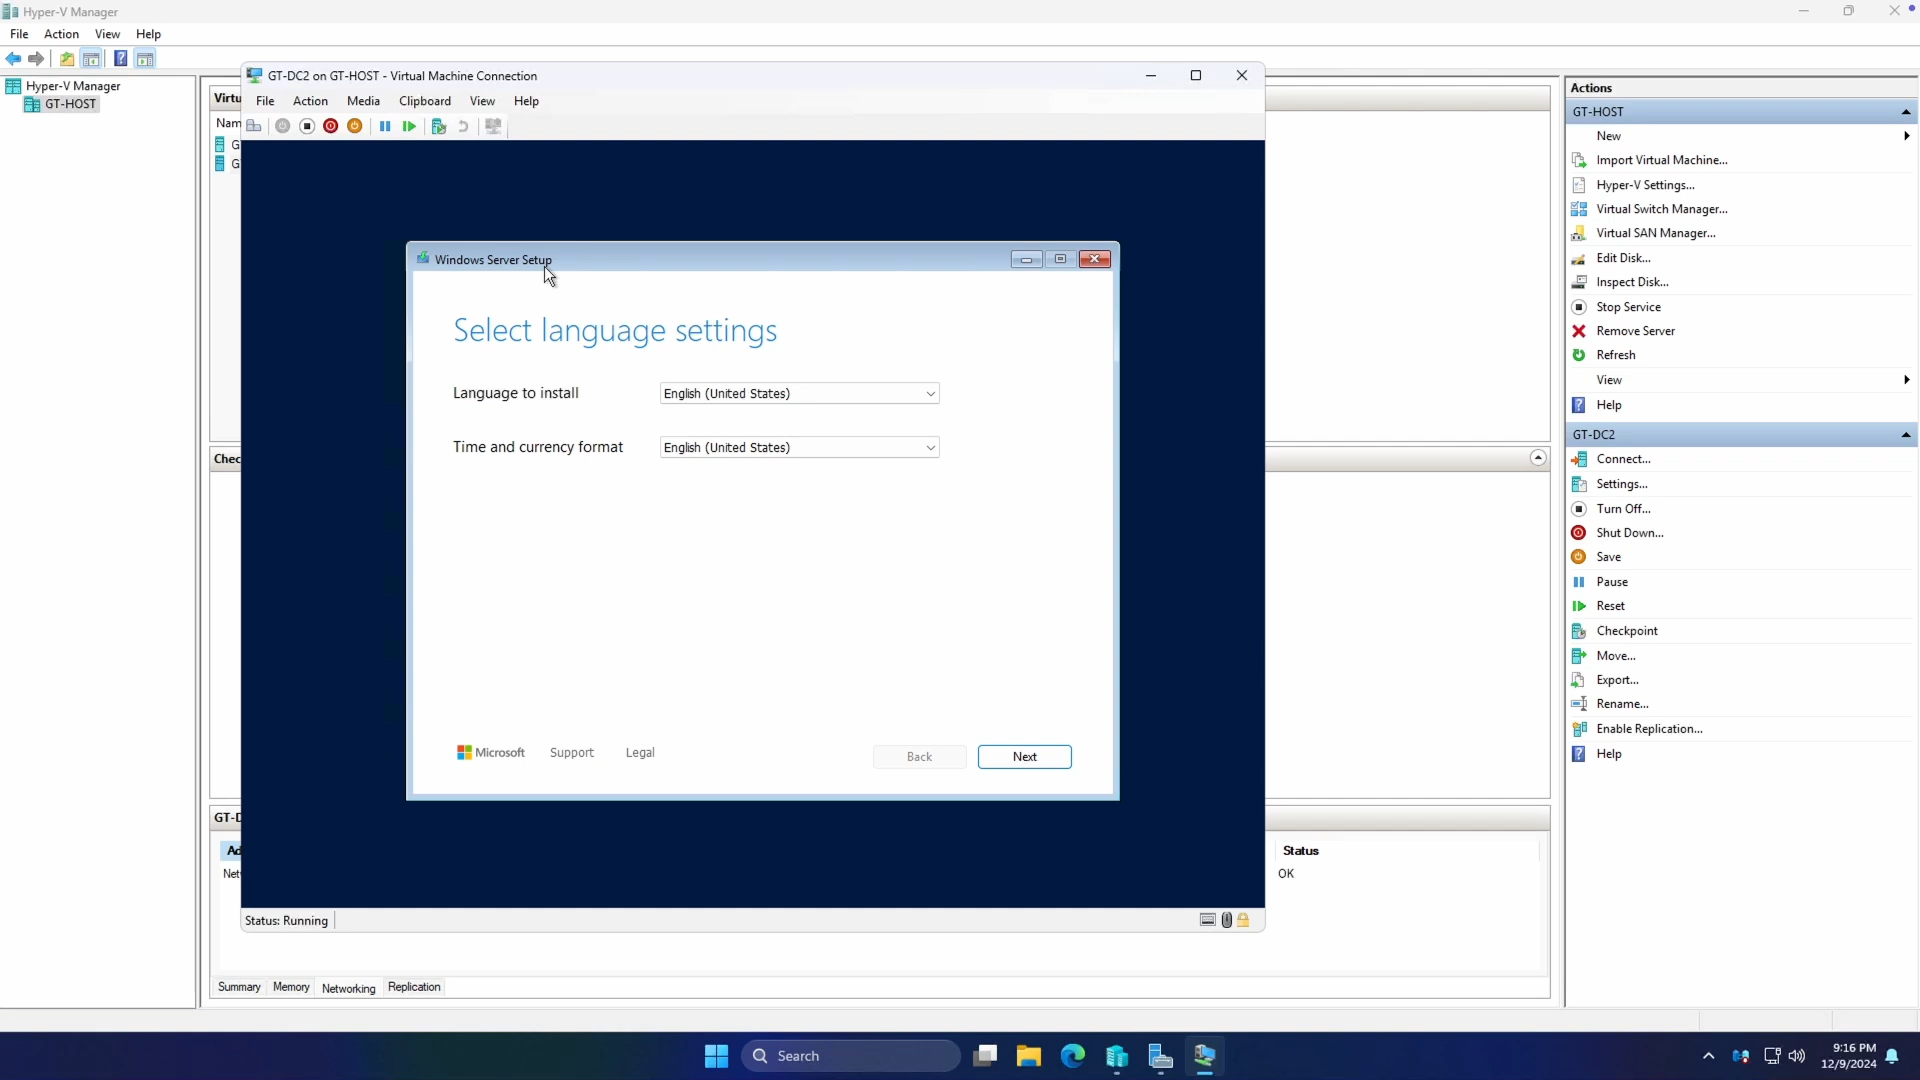 Hyper-V Manager
File Action View Help
Hyper-V Manager
GT-HOST
GT-DC2 on GT-HOST - Virtual Machine Connection
File Action Media Clipboard View Help
Windows Server Setup
Select language settings
Language to install English (United States)
Time and currency format English (United States)
Microsoft Support Legal
Back Next
Status: Running
Status
OK
Summary Memory Networking Replication
Actions
GT-HOST
New
Import Virtual Machine...
Hyper-V Settings...
Virtual Switch Manager...
Virtual SAN Manager...
Edit Disk...
Inspect Disk...
Stop Service
Remove Server
Refresh
View
Help
GT-DC2
Connect...
Settings...
Turn Off...
Shut Down...
Save
Pause
Reset
Checkpoint
Move...
Export...
Rename...
Enable Replication...
Help
Search
9:16 PM
12/9/2024